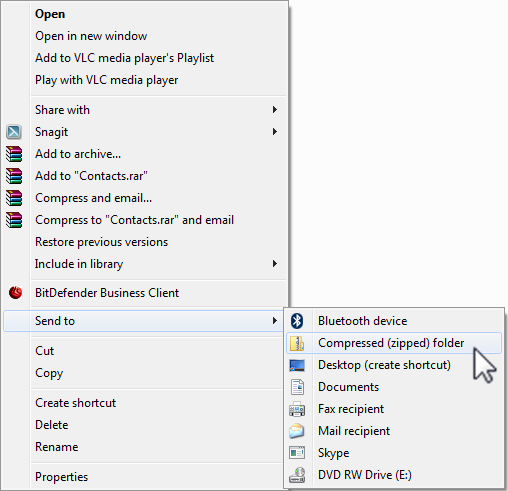 Open
Open in new window
Add to VLC media player's Playlist
Play with VLC media player
Share with
Snagit
Add to archive...
Add to "Contacts.rar"
Compress and email...
Compress to "Contacts.rar" and email
Restore previous versions
Include in library
BitDefender Business Client
Send to
Cut
Copy
Create shortcut
Delete
Rename
Properties
Bluetooth device
Compressed (zipped) folder
Desktop (create shortcut)
Documents
Fax recipient
Mail recipient
Skype
DVD RW Drive (E:)